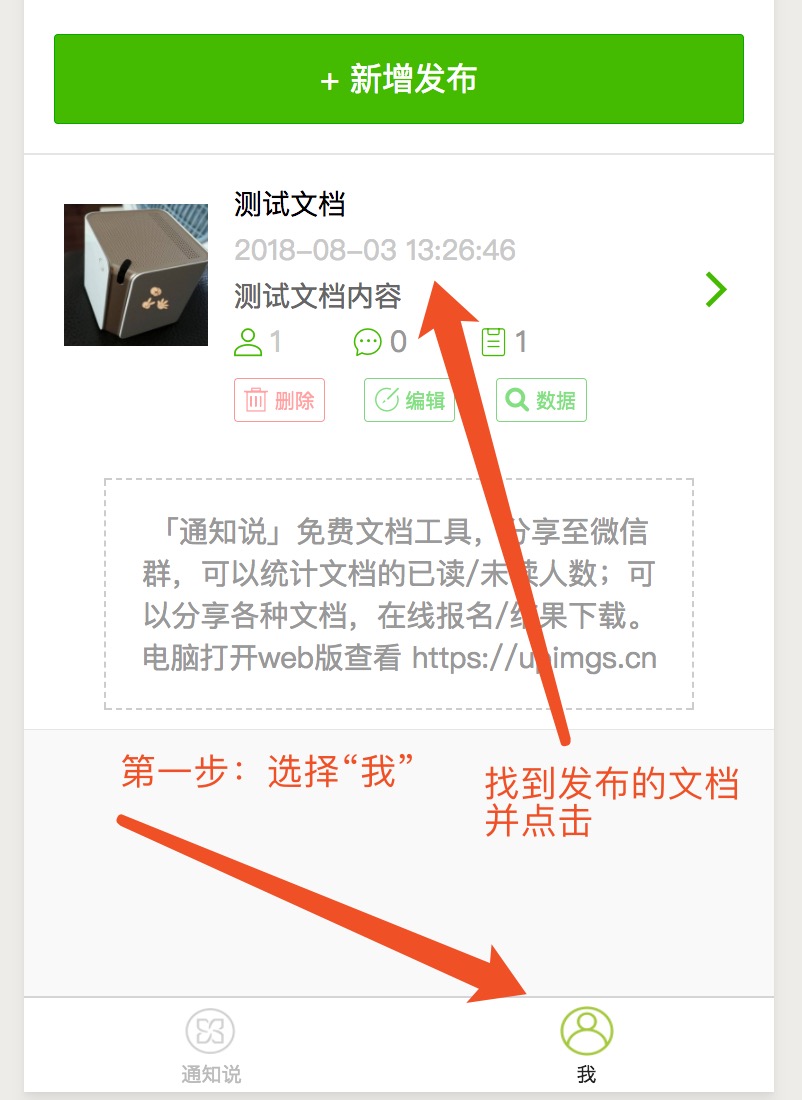 + 新增发布
测试文档
2018-08-03 13:26:46
测试文档内容
1 0 1
删除 编辑 数据
「通知说」免费文档工具，分享至微信
群，可以统计文档的已读/未读人数；可
以分享各种文档，在线报名/结果下载。
电脑打开web版查看 https://upimgs.cn
第一步：选择“我”
找到发布的文档
并点击
通知说 我